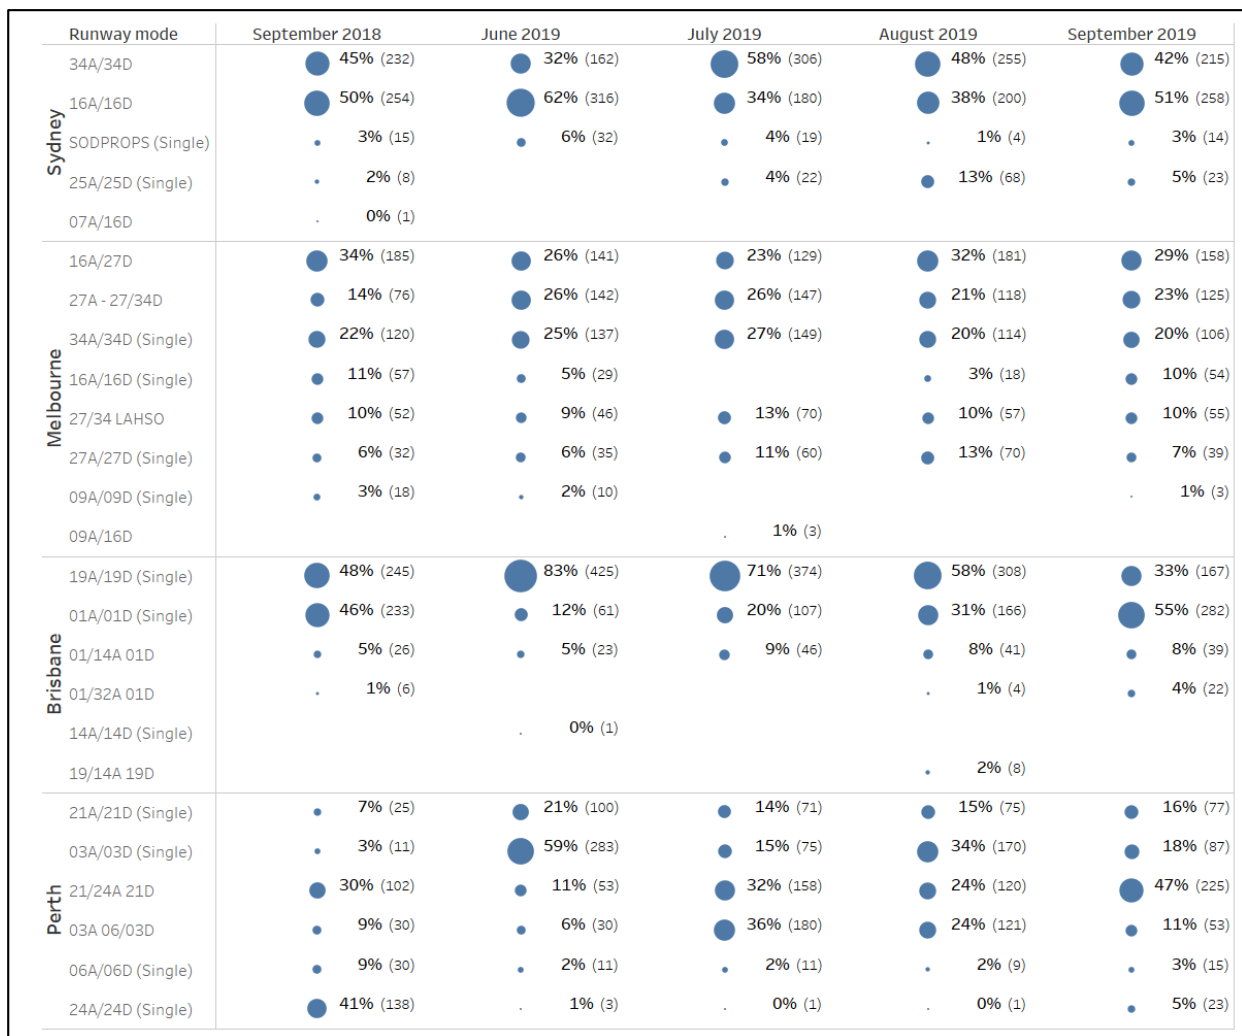 Runway mode September 2018 June 2019 July 2019 August 2019 September 2019
Sydney
34A/34D 45% (232) 32% (162) 58% (306) 48% (255) 42% (215)
16A/16D 50% (254) 62% (316) 34% (180) 38% (200) 51% (258)
SODPROPS (Single) 3% (15) 6% (32) 4% (19) 1% (4) 3% (14)
25A/25D (Single) 2% (8) 4% (22) 13% (68) 5% (23)
07A/16D 0% (1)
Melbourne
16A/27D 34% (185) 26% (141) 23% (129) 32% (181) 29% (158)
27A - 27/34D 14% (76) 26% (142) 26% (147) 21% (118) 23% (125)
34A/34D (Single) 22% (120) 25% (137) 27% (149) 20% (114) 20% (106)
16A/16D (Single) 11% (57) 5% (29) 3% (18) 10% (54)
27/34 LAHSO 10% (52) 9% (46) 13% (70) 10% (57) 10% (55)
27A/27D (Single) 6% (32) 6% (35) 11% (60) 13% (70) 7% (39)
09A/09D (Single) 3% (18) 2% (10) 1% (3)
09A/16D 1% (3)
Brisbane
19A/19D (Single) 48% (245) 83% (425) 71% (374) 58% (308) 33% (167)
01A/01D (Single) 46% (233) 12% (61) 20% (107) 31% (166) 55% (282)
01/14A 01D 5% (26) 5% (23) 9% (46) 8% (41) 8% (39)
01/32A 01D 1% (6) 1% (4) 4% (22)
14A/14D (Single) 0% (1)
19/14A 19D 2% (8)
Perth
21A/21D (Single) 7% (25) 21% (100) 14% (71) 15% (75) 16% (77)
03A/03D (Single) 3% (11) 59% (283) 15% (75) 34% (170) 18% (87)
21/24A 21D 30% (102) 11% (53) 32% (158) 24% (120) 47% (225)
03A 06/03D 9% (30) 6% (30) 36% (180) 24% (121) 11% (53)
06A/06D (Single) 9% (30) 2% (11) 2% (11) 2% (9) 3% (15)
24A/24D (Single) 41% (138) 1% (3) 0% (1) 0% (1) 5% (23)